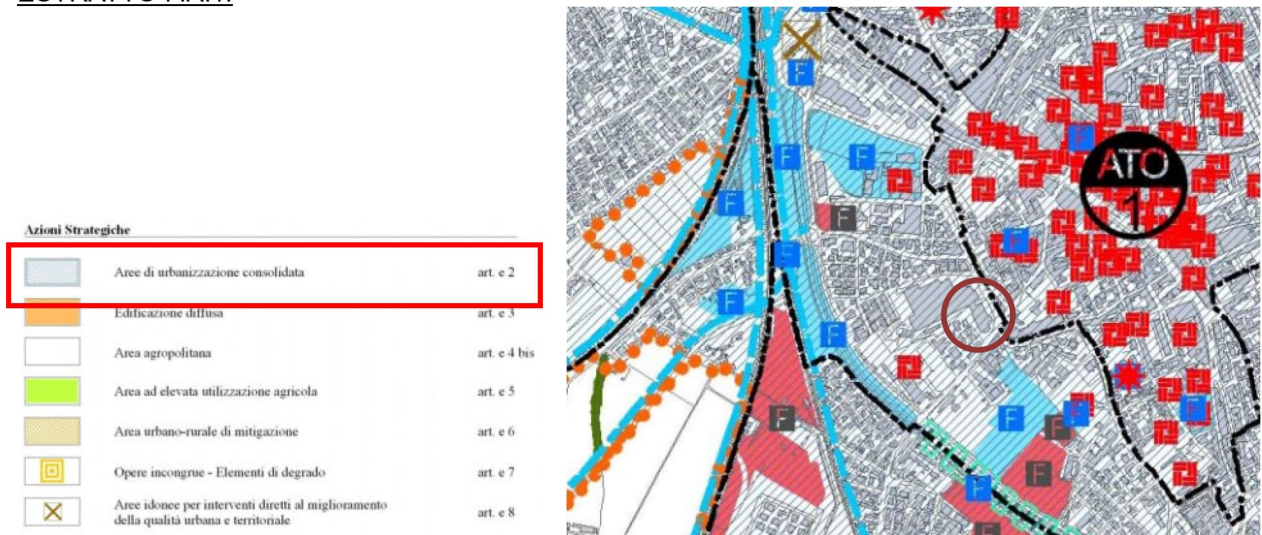 Azioni Strategiche
Aree di urbanizzazione consolidata art. e 2
Edificazione diffusa art. e 3
Area agropolitana art. e 4 bis
Area ad elevata utilizzazione agricola art. e 5
Area urbano-rurale di mitigazione art. e 6
Opere incongrue - Elementi di degrado art. e 7
Aree idonee per interventi diretti al miglioramento
della qualità urbana e territoriale art. e 8
F
F
F
F
F
F
F
F
F
ATO
1
F
F
F
F
F
F
F
F
F
F